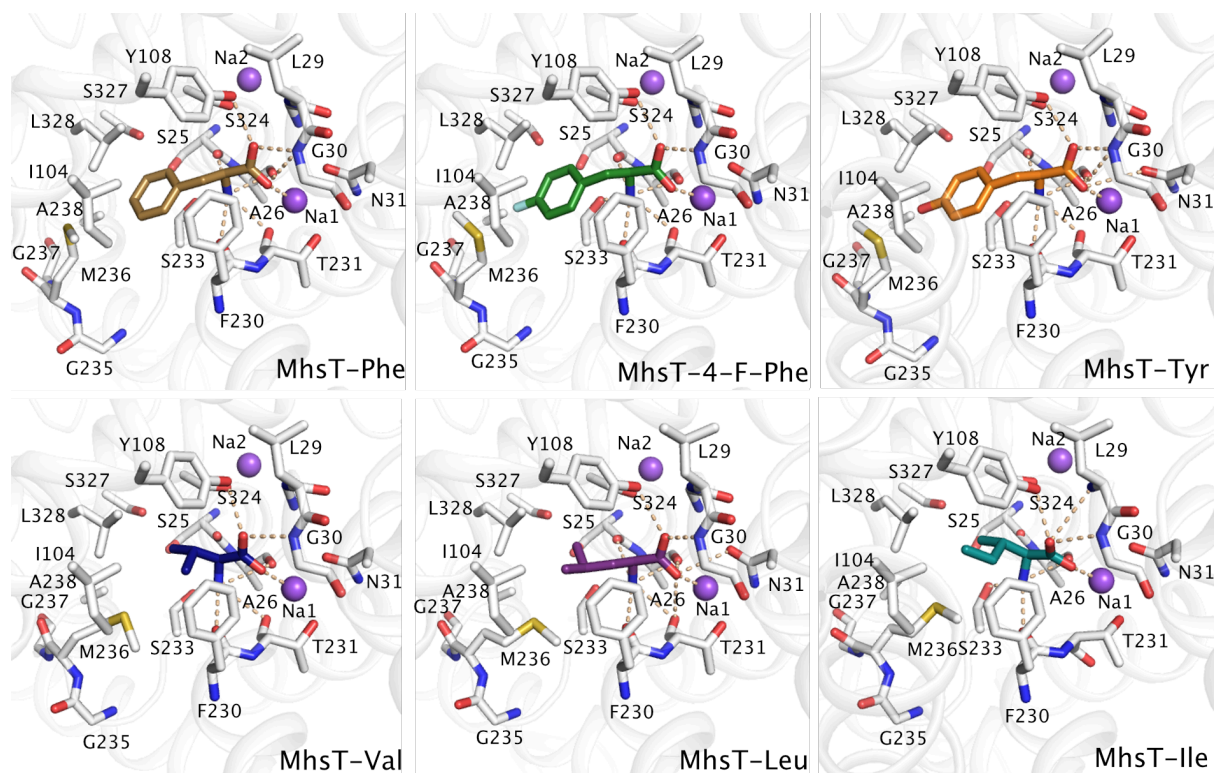 Y108
Na2
L29
S327
S324
L328
S25
G30
I104
N31
A238
A26
Na1
G237
S233
T231
M236
F230
G235
MhsT-Phe
Y108
Na2
L29
S327
S324
L328
S25
G30
I104
N31
A238
A26
Na1
G237
S233
T231
M236
F230
G235
MhsT-4-F-Phe
Y108
Na2
L29
S327
S324
L328
S25
G30
I104
N31
A238
A26
Na1
G237
S233
T231
M236
F230
G235
MhsT-Tyr
Y108
Na2
L29
S327
S324
L328
S25
G30
I104
N31
A238
G237
A26
Na1
M236
S233
T231
F230
G235
MhsT-Val
Y108
Na2
L29
S327
S324
L328
S25
G30
I104
N31
A238
G237
A26
Na1
M236
S233
T231
F230
G235
MhsT-Leu
Y108
Na2
L29
S327
S324
L328
S25
G30
I104
N31
A238
G237
A26
Na1
M236
S233
T231
F230
G235
MhsT-Ile